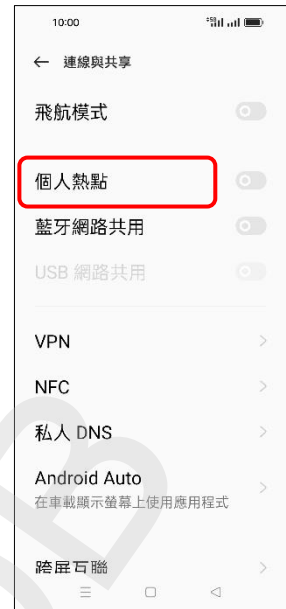 10:00
連線與共享
飛航模式
個人熱點
藍牙網路共用
USB 網路共用
VPN
NFC
私人 DNS
Android Auto
在車載顯示螢幕上使用應用程式
跨屏互聯